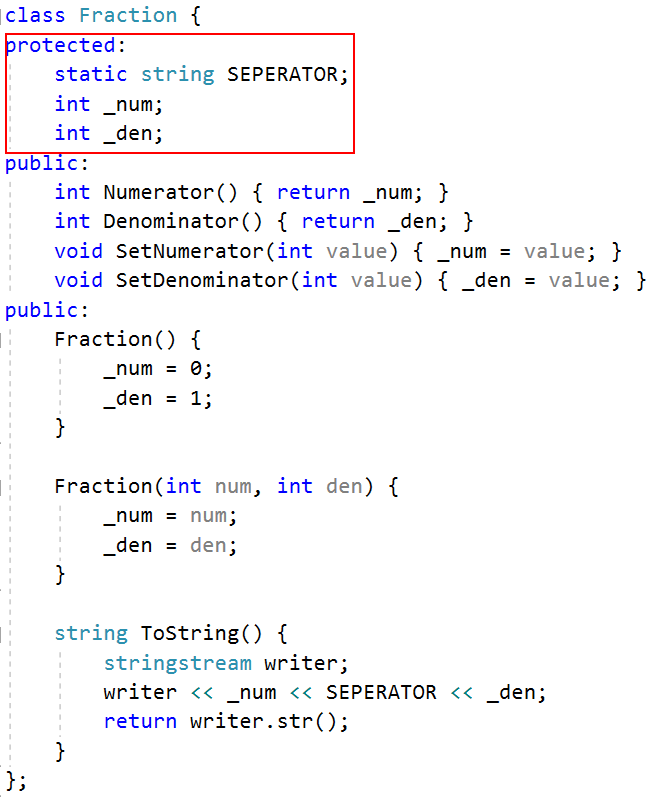 class Fraction {
protected:
    static string SEPERATOR;
    int _num;
    int _den;
public:
    int Numerator() { return _num; }
    int Denominator() { return _den; }
    void SetNumerator(int value) { _num = value; }
    void SetDenominator(int value) { _den = value; }
public:
    Fraction() {
        _num = 0;
        _den = 1;
    }

    Fraction(int num, int den) {
        _num = num;
        _den = den;
    }

    string ToString() {
        stringstream writer;
        writer << _num << SEPERATOR << _den;
        return writer.str();
    }
};